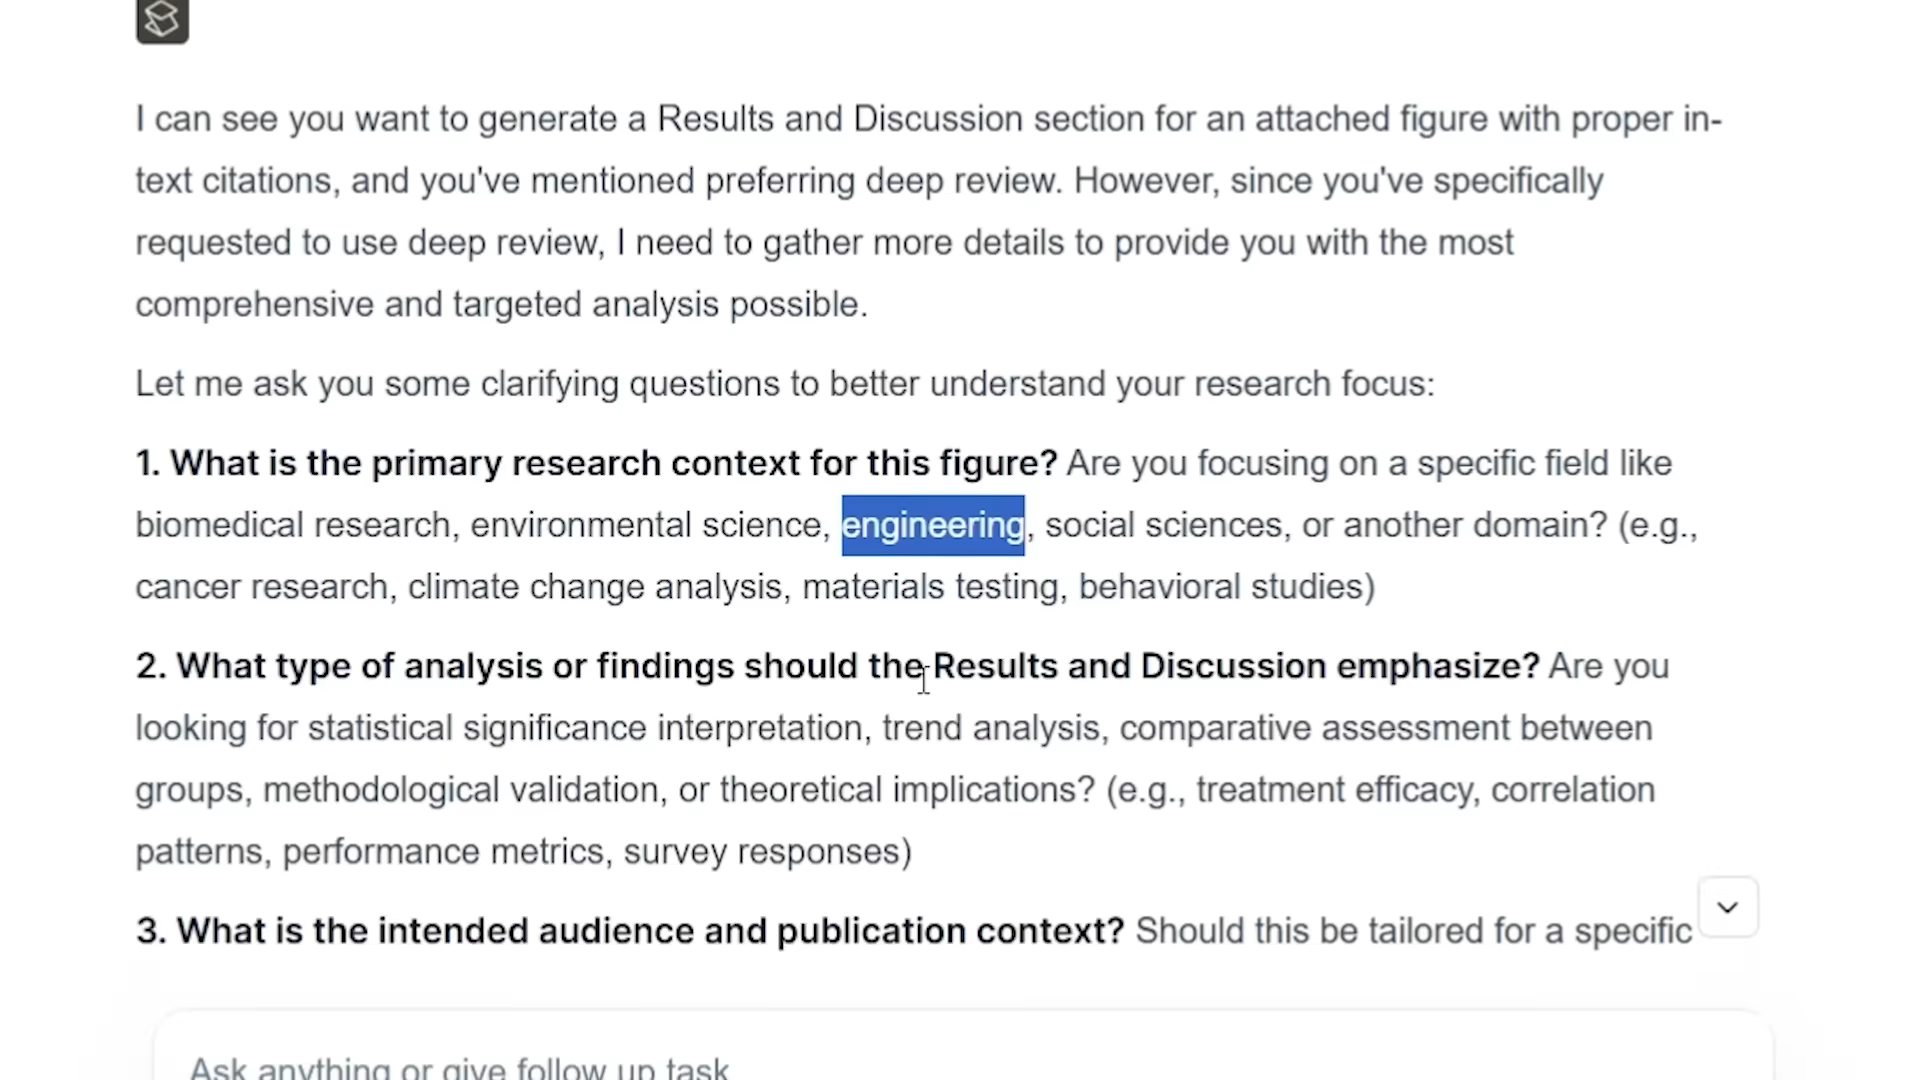 I can see you want to generate a Results and Discussion section for an attached figure with proper in-
text citations, and you've mentioned preferring deep review. However, since you've specifically
requested to use deep review, I need to gather more details to provide you with the most
comprehensive and targeted analysis possible.
Let me ask you some clarifying questions to better understand your research focus:
1. What is the primary research context for this figure? Are you focusing on a specific field like
biomedical research, environmental science, engineering, social sciences, or another domain? (e.g.,
cancer research, climate change analysis, materials testing, behavioral studies)
2. What type of analysis or findings should the Results and Discussion emphasize? Are you
looking for statistical significance interpretation, trend analysis, comparative assessment between
groups, methodological validation, or theoretical implications? (e.g., treatment efficacy, correlation
patterns, performance metrics, survey responses)
3. What is the intended audience and publication context? Should this be tailored for a specific
Ask anything or give follow up task